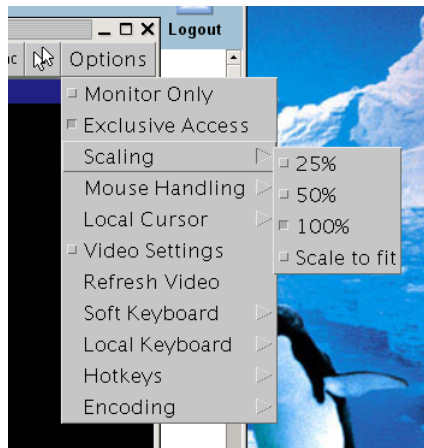 Logout
Options
Monitor Only
Exclusive Access
Scaling
25%
50%
100%
Scale to fit
Mouse Handling
Local Cursor
Video Settings
Refresh Video
Soft Keyboard
Local Keyboard
Hotkeys
Encoding